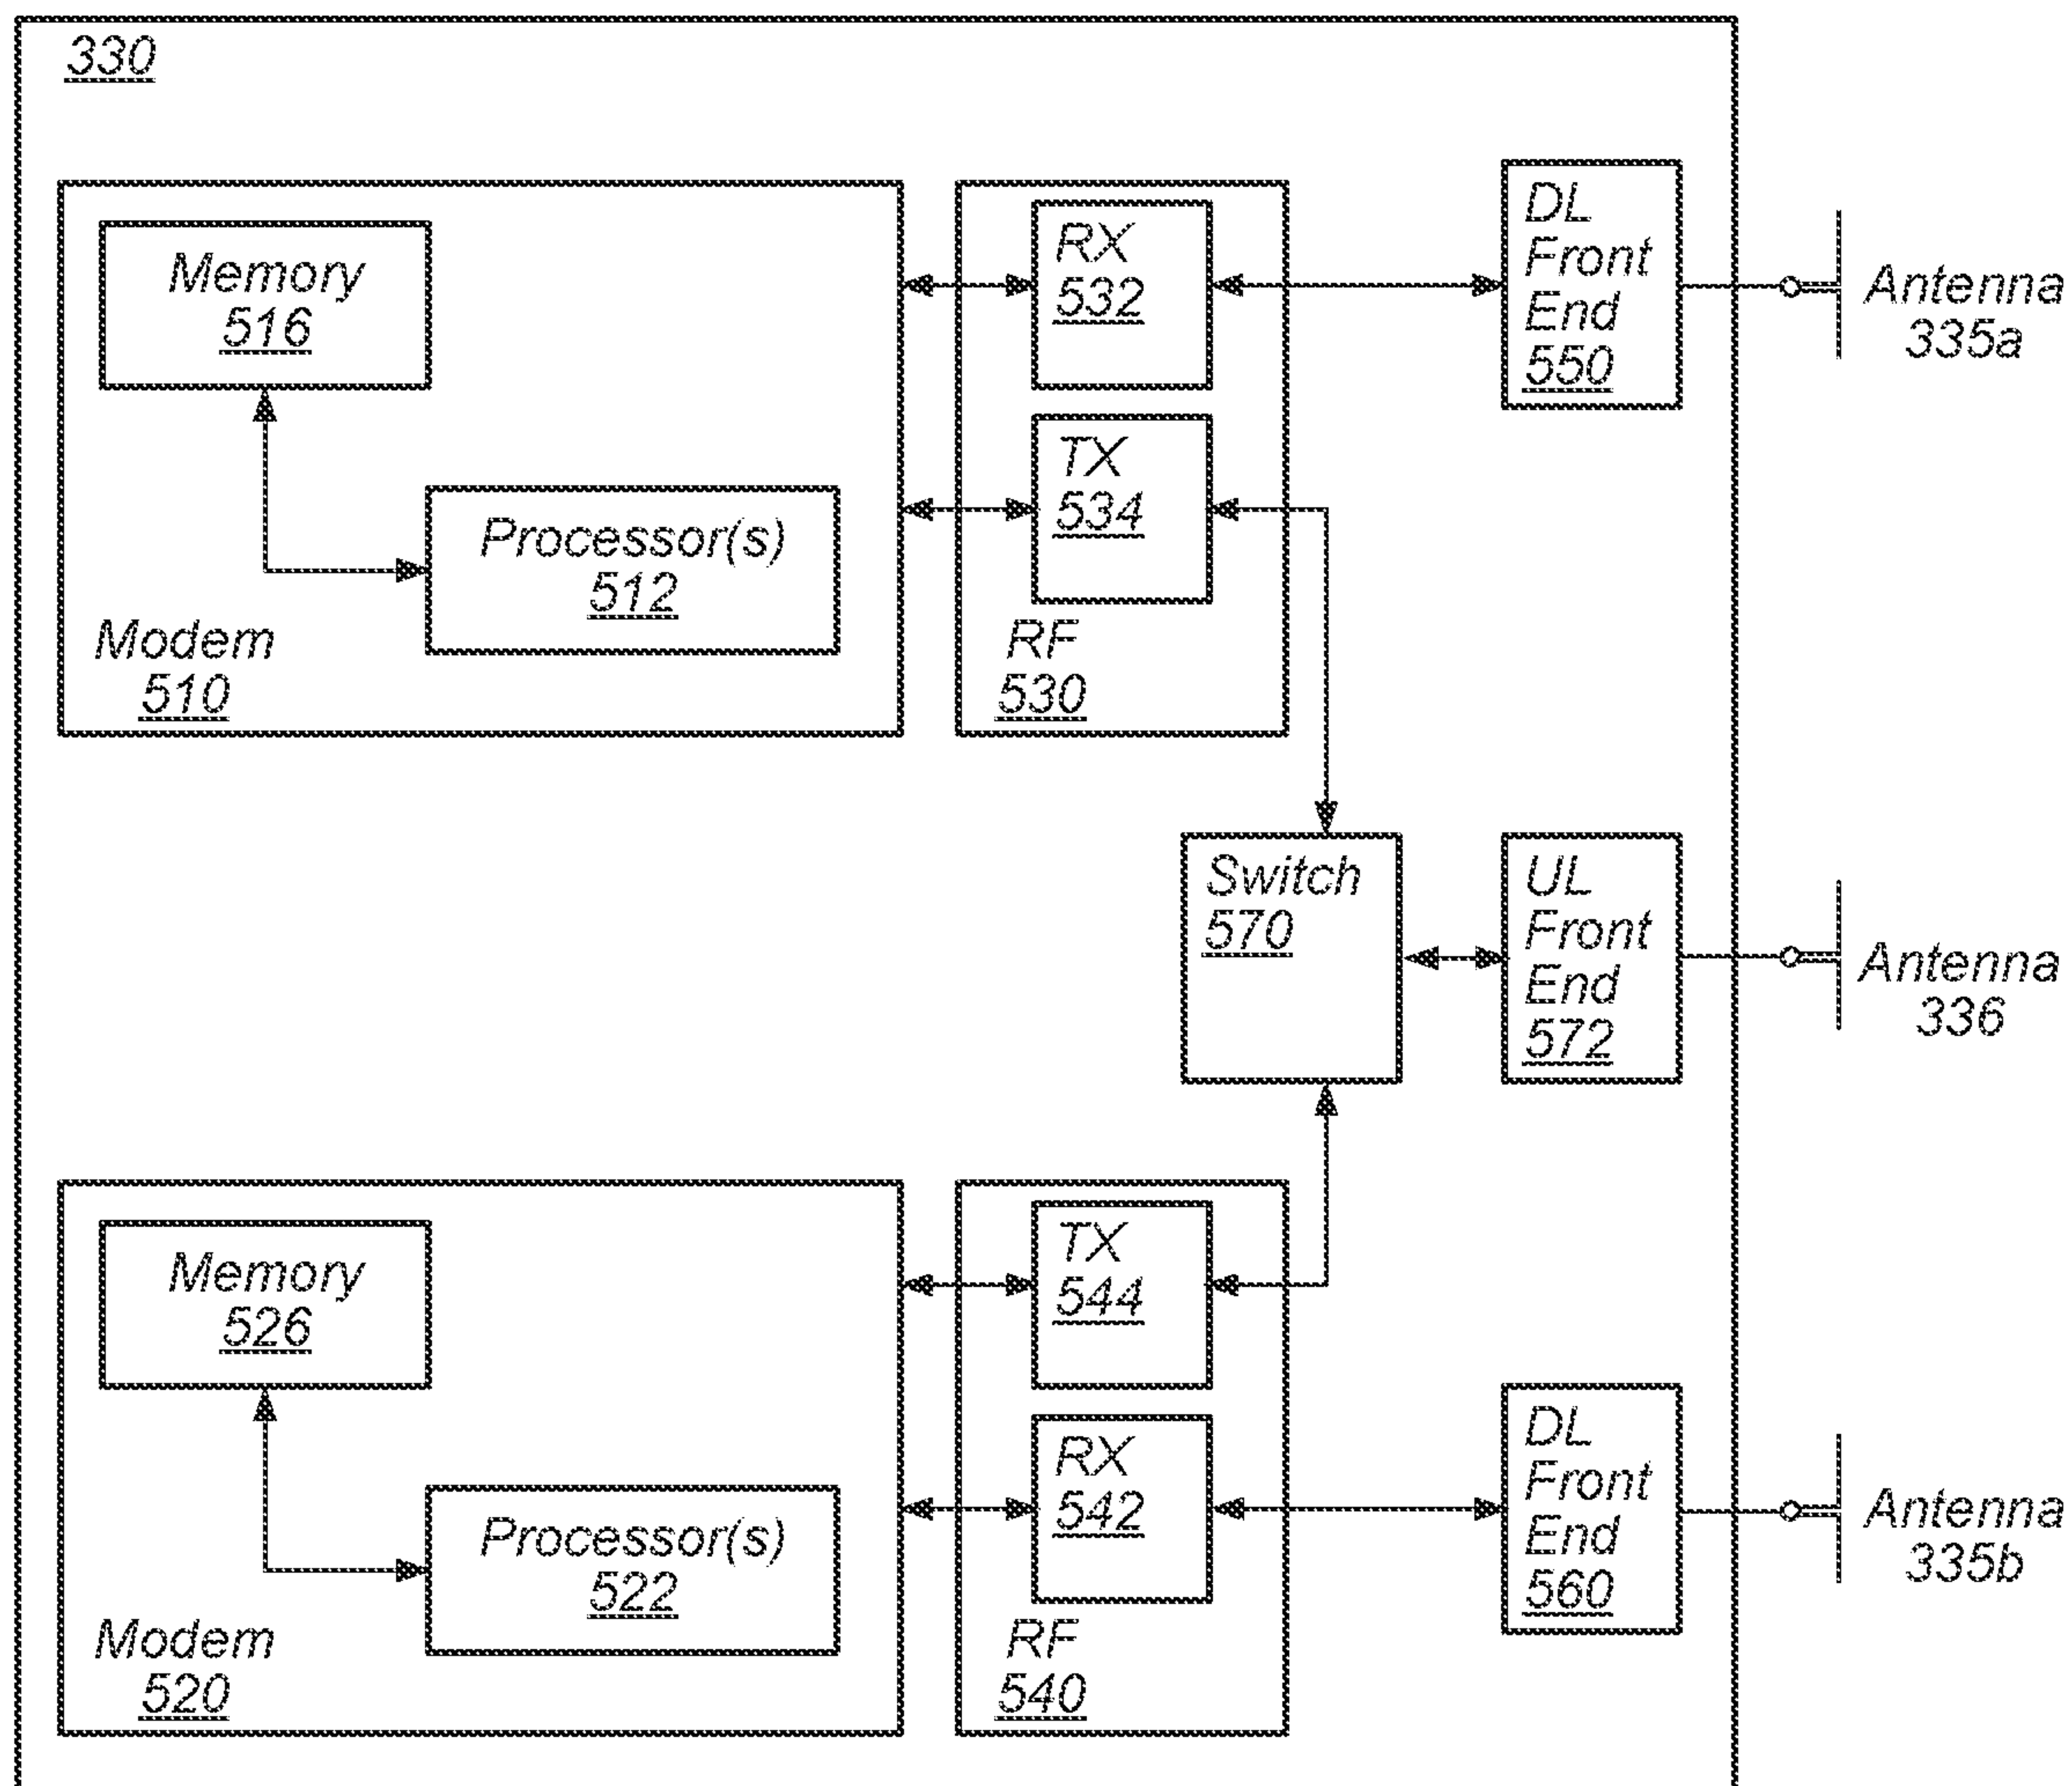 330
Memory
516
Processor(s)
512
Modem
510
RX
532
TX
534
RF
530
DL
Front
End
550
Antenna
335a
Switch
570
UL
Front
End
572
Antenna
336
Memory
526
Processor(s)
522
Modem
520
TX
544
RX
542
RF
540
DL
Front
End
560
Antenna
335b